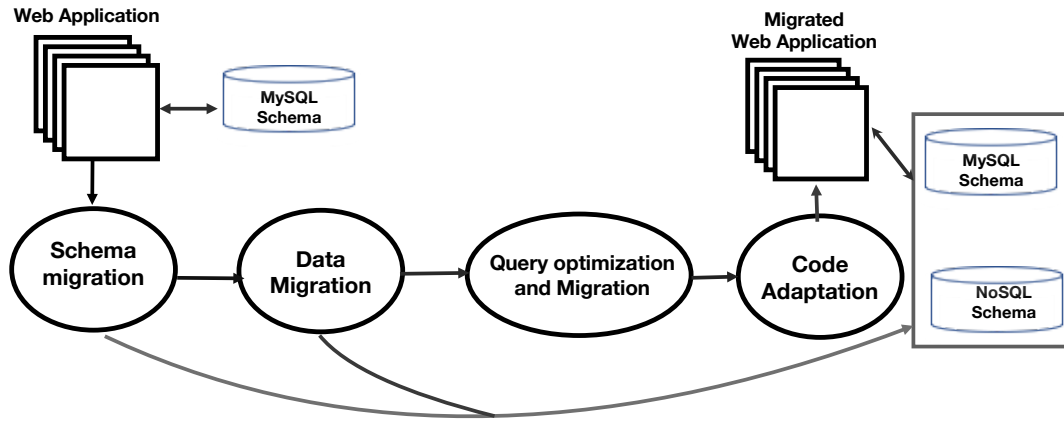 Web Application
MySQL
Schema
Migrated
Web Application
MySQL
Schema
Schema
migration
Data
Migration
Query optimization
and Migration
Code
Adaptation
NoSQL
Schema